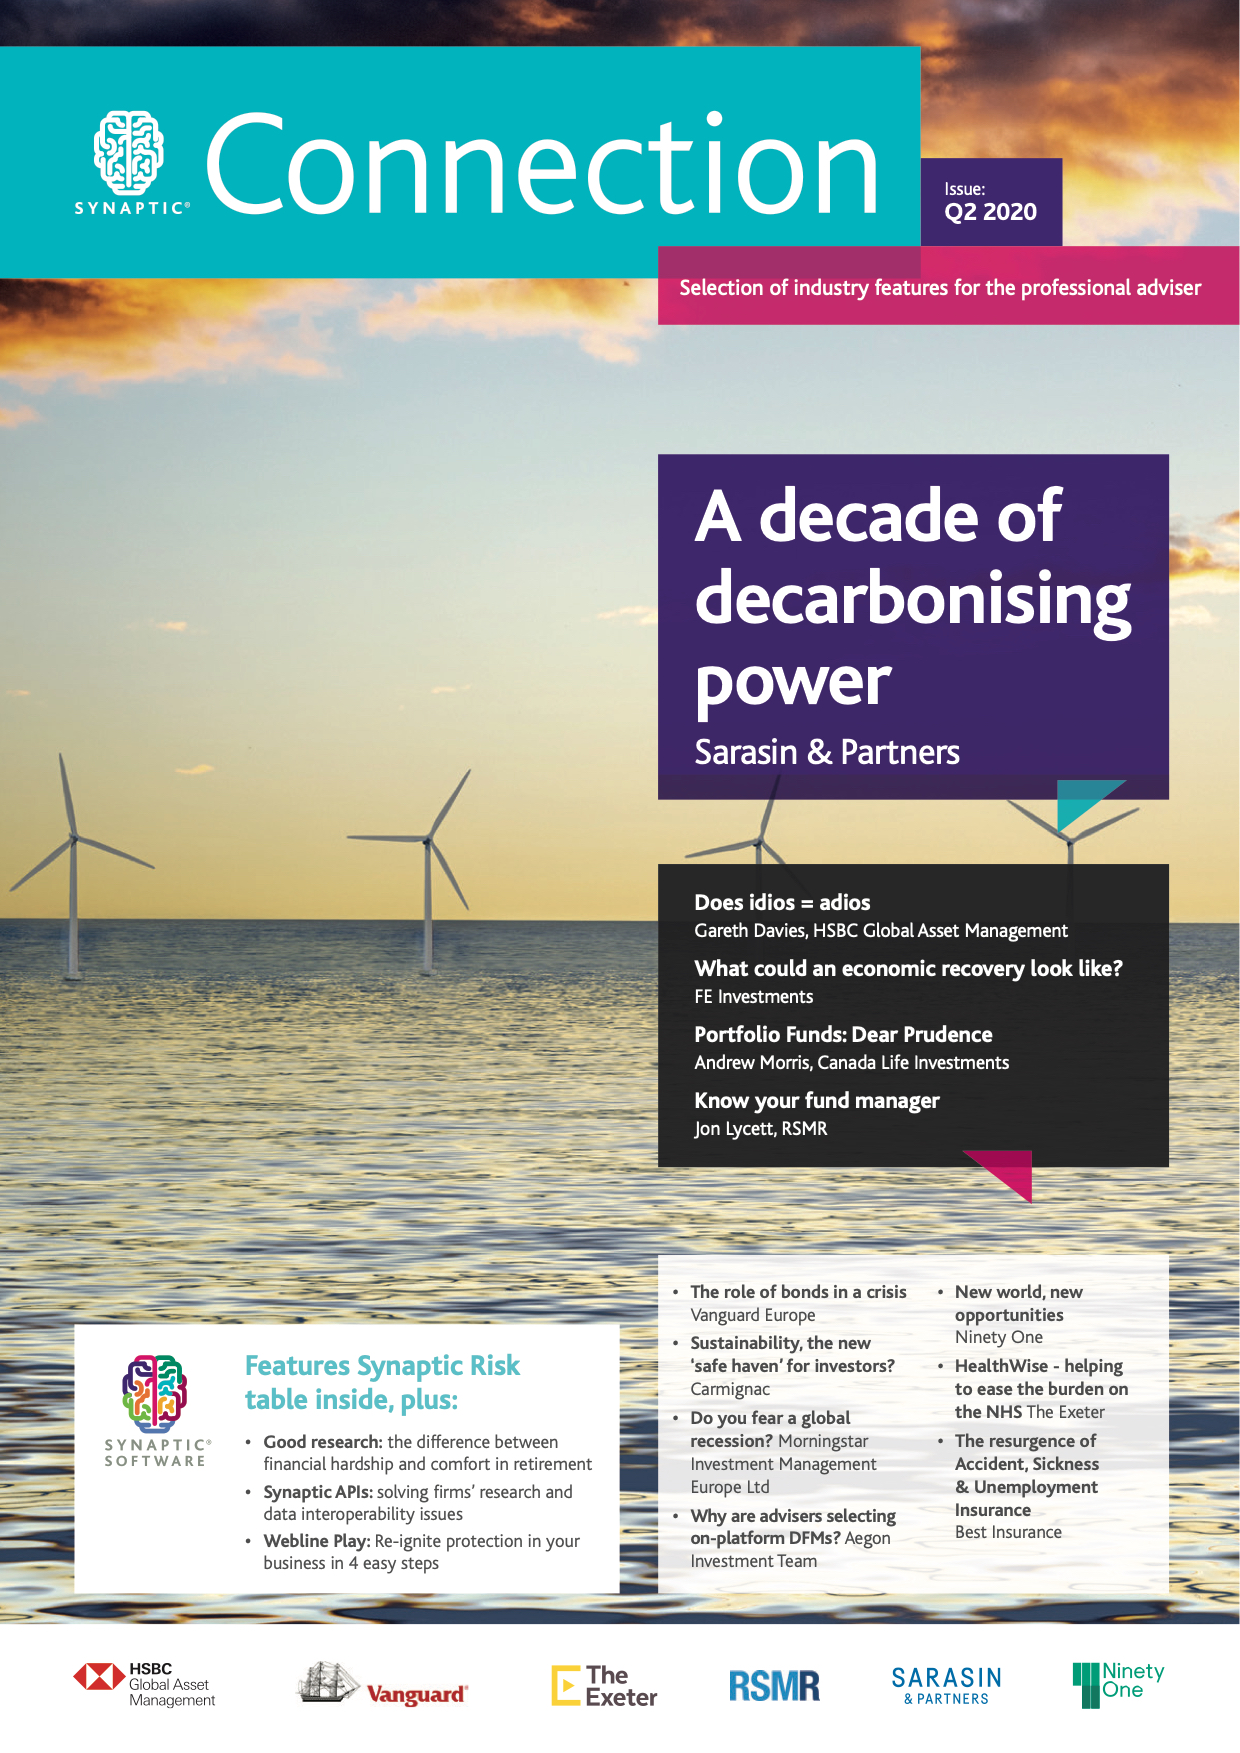 SYNAPTIC®
Connection
Issue:
Q2 2020
Selection of industry features for the professional adviser
A decade of
decarbonising
power
Sarasin & Partners
Does idios = adios
Gareth Davies, HSBC Global Asset Management
What could an economic recovery look like?
FE Investments
Portfolio Funds: Dear Prudence
Andrew Morris, Canada Life Investments
Know your fund manager
Jon Lycett, RSMR
SYNAPTIC®
SOFTWARE
Features Synaptic Risk
table inside, plus:
• Good research: the difference between
financial hardship and comfort in retirement
• Synaptic APIs: solving firms' research and
data interoperability issues
• Webline Play: Re-ignite protection in your
business in 4 easy steps
• The role of bonds in a crisis
Vanguard Europe
• Sustainability, the new
'safe haven' for investors?
Carmignac
• Do you fear a global
recession? Morningstar
Investment Management
Europe Ltd
• Why are advisers selecting
on-platform DFMs? Aegon
Investment Team
• New world, new
opportunities
Ninety One
• HealthWise - helping
to ease the burden on
the NHS The Exeter
• The resurgence of
Accident, Sickness
& Unemployment
Insurance
Best Insurance
HSBC
Global Asset
Management
Vanguard®
The
Exeter
RSMR
SARASIN
& PARTNERS
Ninety
One